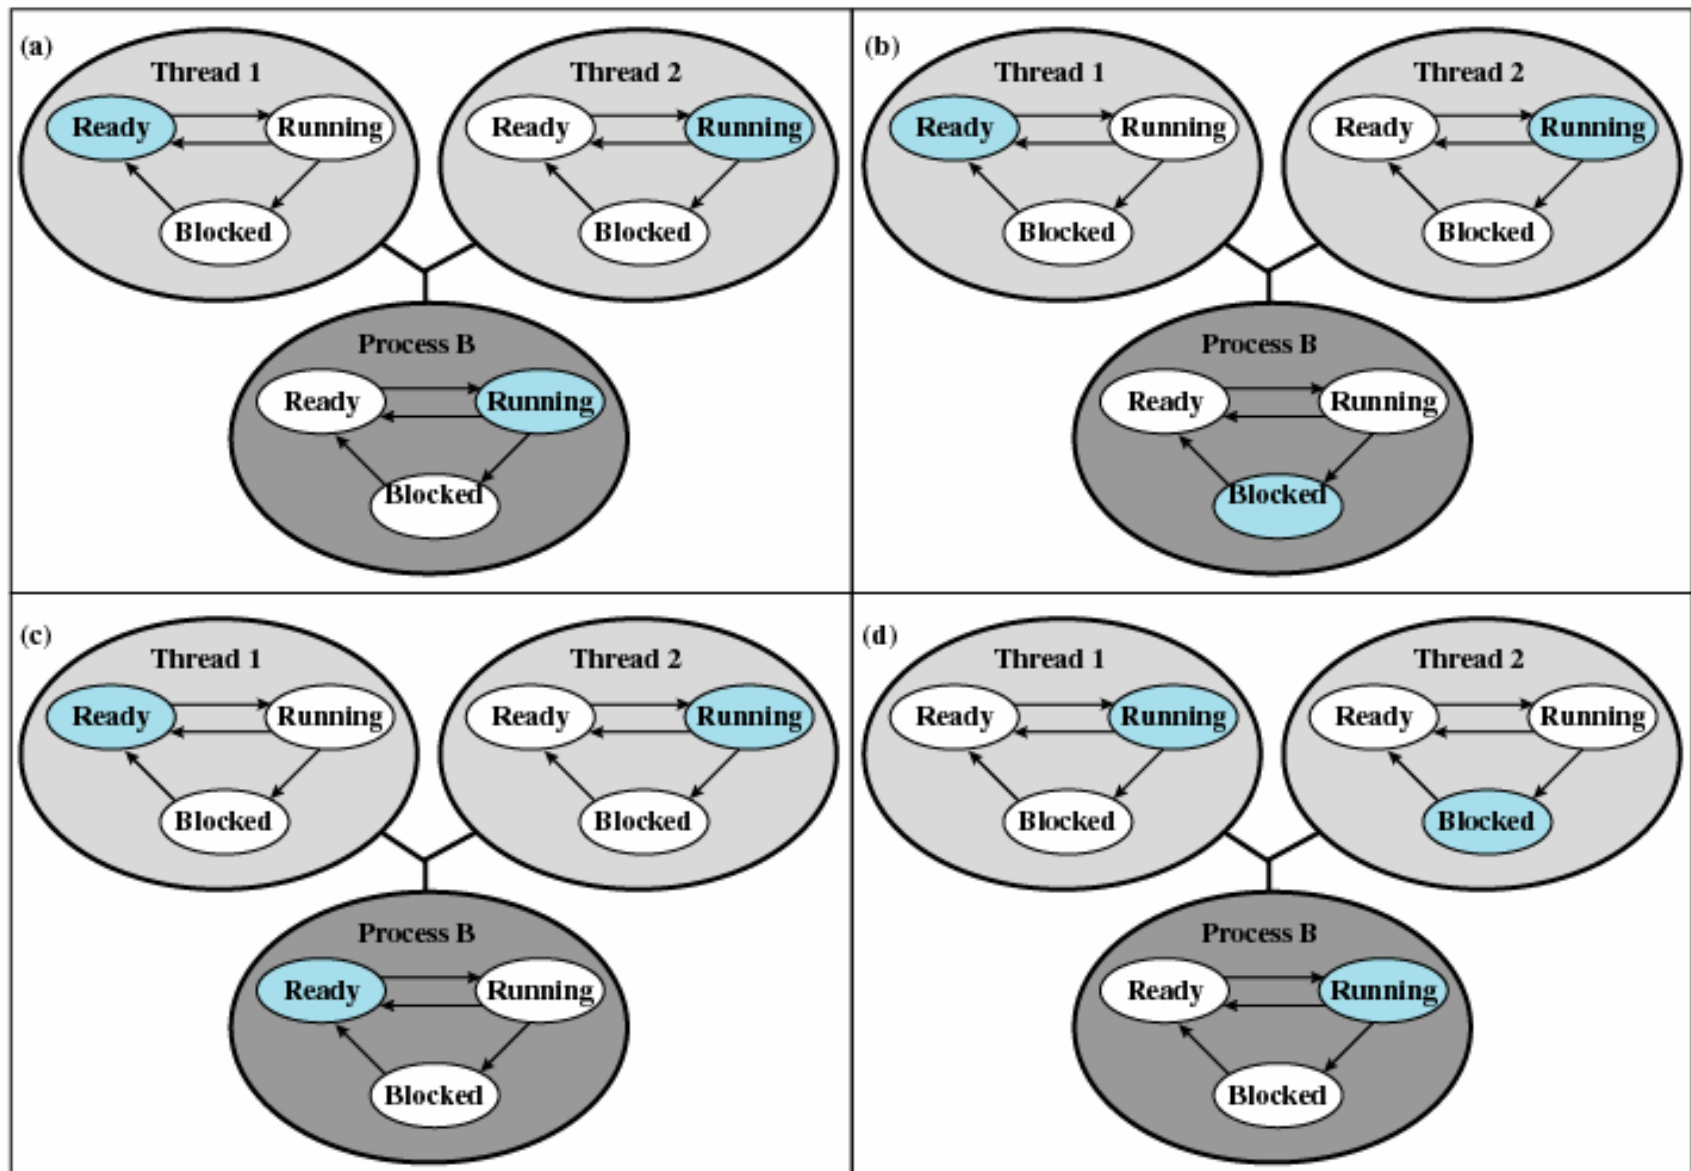 (a)
Thread 1
Ready
Running
Blocked
Thread 2
Ready
Running
Blocked
Process B
Ready
Running
Blocked
(b)
Thread 1
Ready
Running
Blocked
Thread 2
Ready
Running
Blocked
Process B
Ready
Running
Blocked
(c)
Thread 1
Ready
Running
Blocked
Thread 2
Ready
Running
Blocked
Process B
Ready
Running
Blocked
(d)
Thread 1
Ready
Running
Blocked
Thread 2
Ready
Running
Blocked
Process B
Ready
Running
Blocked